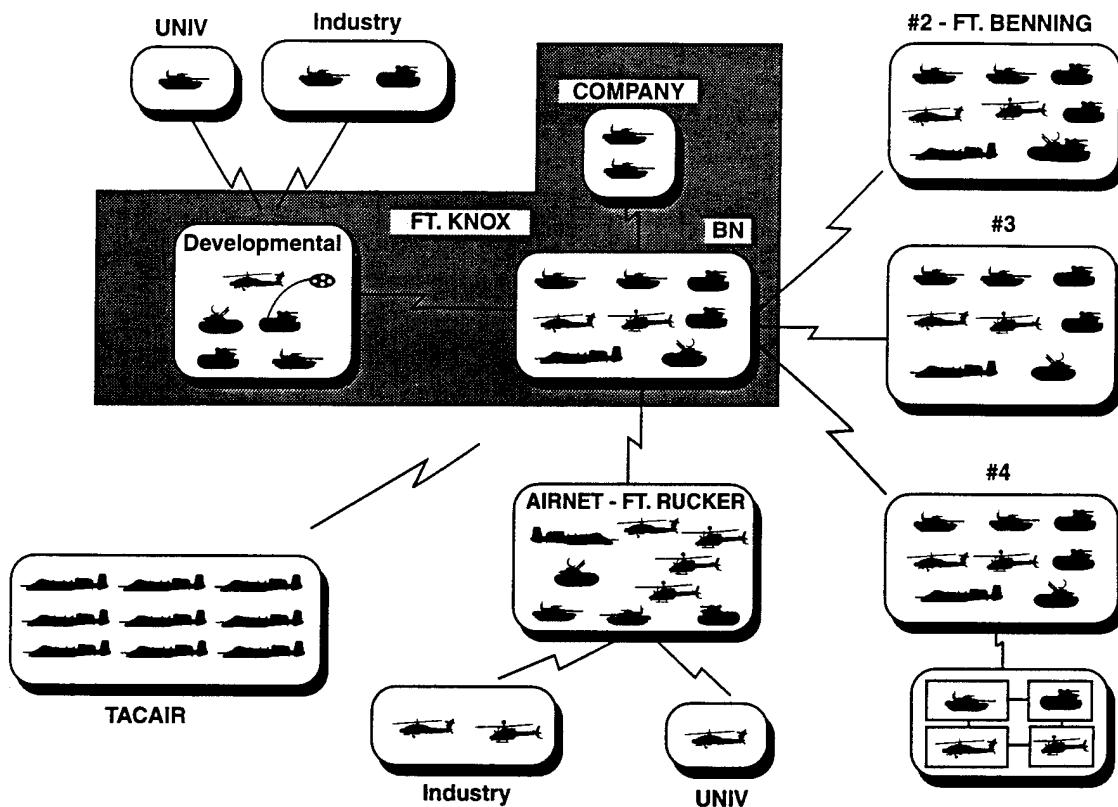 UNIV
Industry
#2 - FT. BENNING
COMPANY
FT. KNOX
BN
Developmental
#3
#4
AIRNET - FT. RUCKER
TACAIR
Industry
UNIV